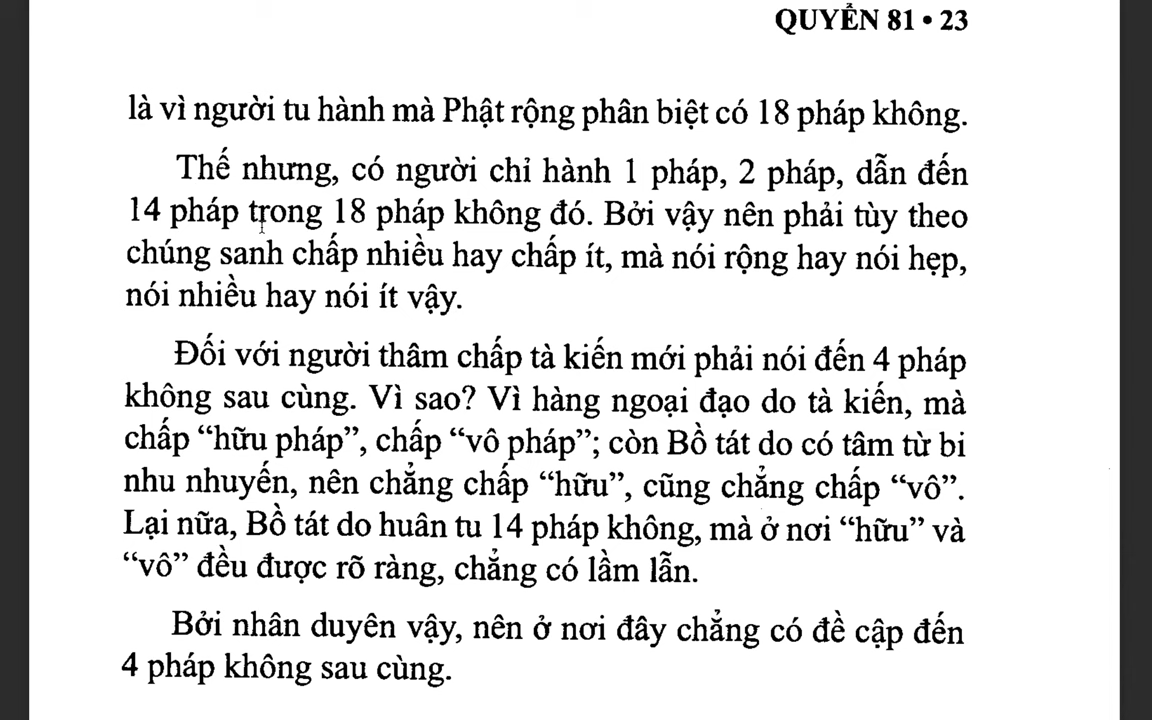 QUYỂN 81 • 23
là vì người tu hành mà Phật rộng phân biệt có 18 pháp không.
Thế nhưng, có người chỉ hành 1 pháp, 2 pháp, dẫn đến
14 pháp trong 18 pháp không đó. Bởi vậy nên phải tùy theo
chúng sanh chấp nhiều hay chấp ít, mà nói rộng hay nói hẹp,
nói nhiều hay nói ít vậy.
Đối với người thâm chấp tà kiến mới phải nói đến 4 pháp
không sau cùng. Vì sao? Vì hàng ngoại đạo do tà kiến, mà
chấp “hữu pháp”, chấp “vô pháp”; còn Bồ tát do có tâm từ bi
nhu nhuyến, nên chẳng chấp “hữu”, cũng chẳng chấp “vô”.
Lại nữa, Bồ tát do huân tu 14 pháp không, mà ở nơi “hữu” và
“vô” đều được rõ ràng, chẳng có lầm lẫn.
Bởi nhân duyên vậy, nên ở nơi đây chẳng có đề cập đến
4 pháp không sau cùng.